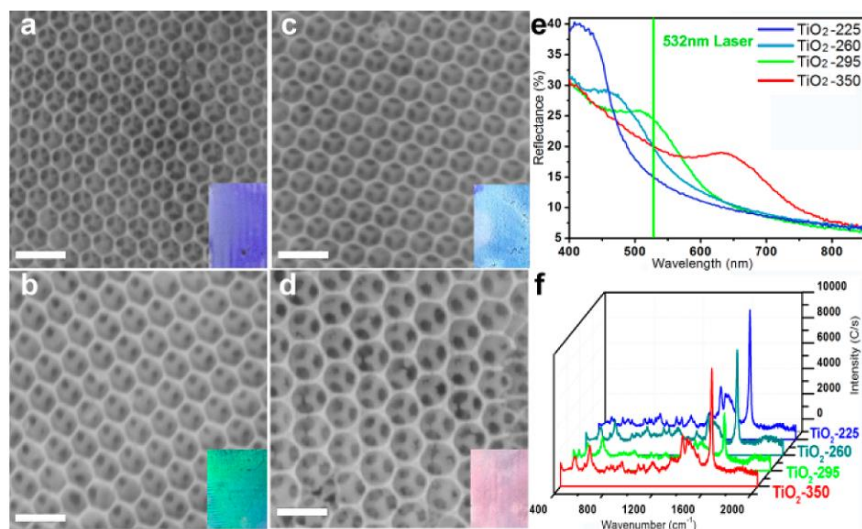 a
c
b
d
e
40
35
30
25
20
15
10
5
Reflectance (%)
532nm Laser
TiO2-225
TiO2-260
TiO2-295
TiO2-350
400 500 600 700 800
Wavelength (nm)
f
10000
8000
6000
4000
2000
0
Intensity (C/s)
TiO2-225
TiO2-260
TiO2-295
TiO2-350
400 800 1200 1600 2000
Wavenumber (cm-1)